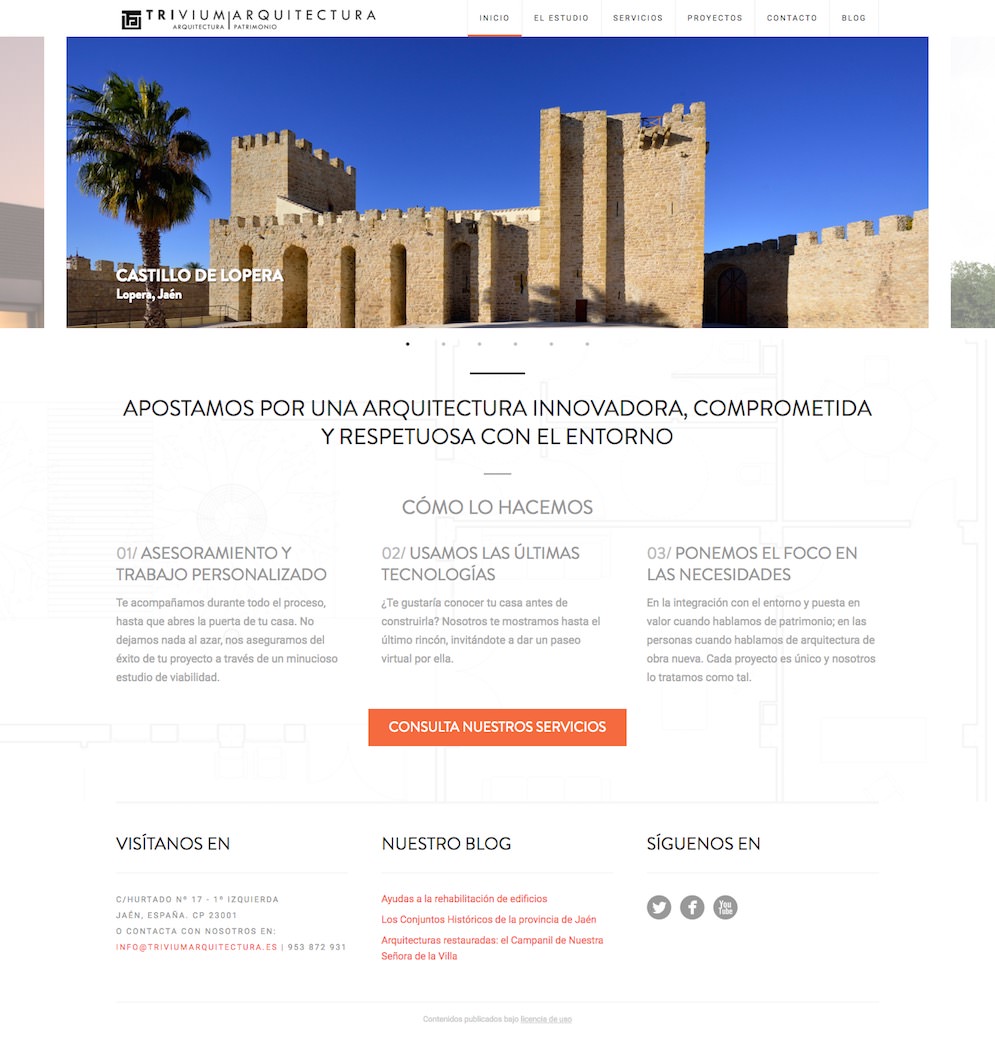 TRIVIUM|ARQUITECTURA
ARQUITECTURA | PATRIMONIO
INICIO
EL ESTUDIO
SERVICIOS
PROYECTOS
CONTACTO
BLOG
CASTILLO DE LOPERA
Lopera, Jaén
APOSTAMOS POR UNA ARQUITECTURA INNOVADORA, COMPROMETIDA
Y RESPETUOSA CON EL ENTORNO
CÓMO LO HACEMOS
01/ ASESORAMIENTO Y
TRABAJO PERSONALIZADO
Te acompañamos durante todo el proceso,
hasta que abres la puerta de tu casa. No
dejamos nada al azar, nos aseguramos del
éxito de tu proyecto a través de un minucioso
estudio de viabilidad.
02/ USAMOS LAS ÚLTIMAS
TECNOLOGÍAS
¿Te gustaría conocer tu casa antes de
construirla? Nosotros te mostramos hasta el
último rincón, invitándote a dar un paseo
virtual por ella.
03/ PONEMOS EL FOCO EN
LAS NECESIDADES
En la integración con el entorno y puesta en
valor cuando hablamos de patrimonio; en las
personas cuando hablamos de arquitectura de
obra nueva. Cada proyecto es único y nosotros
lo tratamos como tal.
CONSULTA NUESTROS SERVICIOS
VISÍTANOS EN
C/HURTADO Nº 17 - 1º IZQUIERDA
JAÉN, ESPAÑA. CP 23001
O CONTACTA CON NOSOTROS EN:
INFO@TRIVIUMARQUITECTURA.ES | 953 872 931
NUESTRO BLOG
Ayudas a la rehabilitación de edificios
Los Conjuntos Históricos de la provincia de Jaén
Arquitecturas restauradas: el Campanil de Nuestra
Señora de la Villa
SÍGUENOS EN
You
Tube
Contenidos publicados bajo licencia de uso